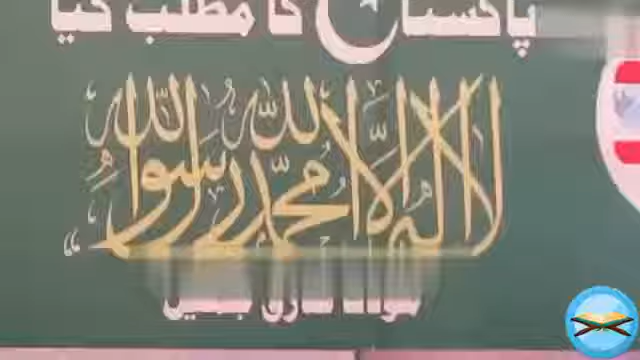 پاکستان کا مطلب کیا
لا الہ الا اللہ محمد رسول اللہ